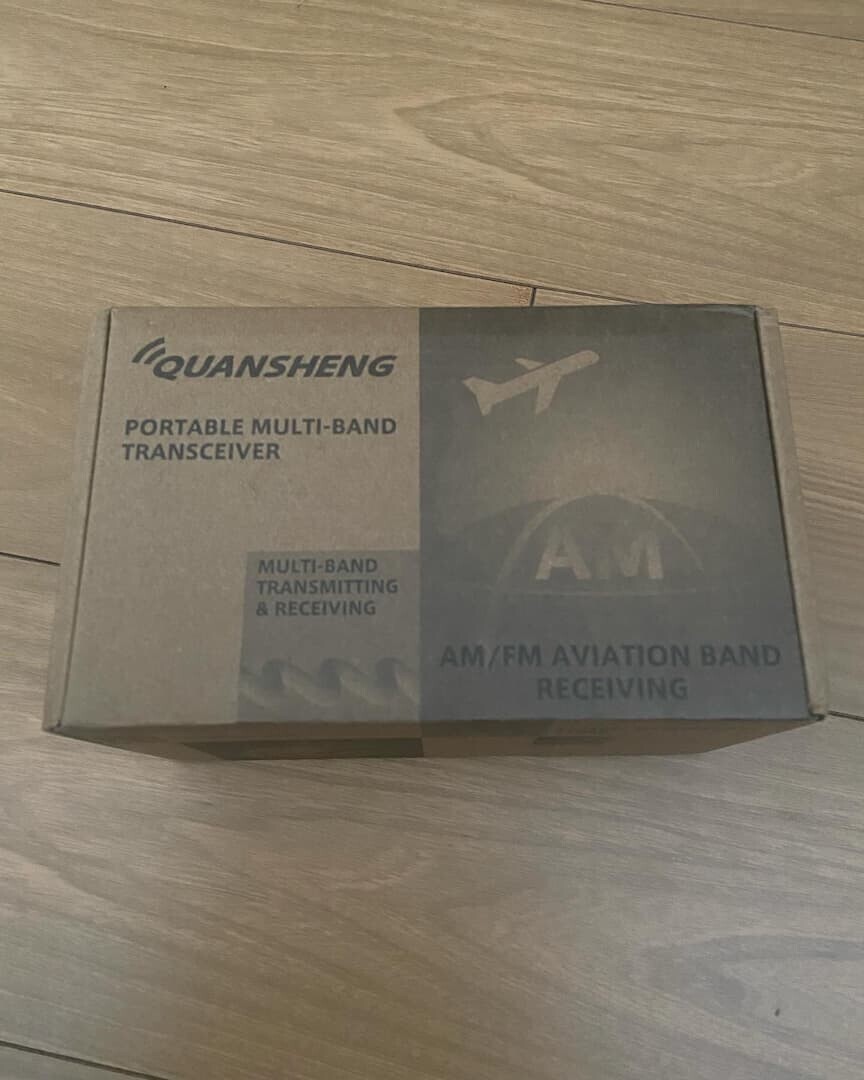 QUANSHENG
PORTABLE MULTI-BAND
TRANSCEIVER
MULTI-BAND
TRANSMITTING
& RECEIVING
AM
AM/FM AVIATION BAND
RECEIVING